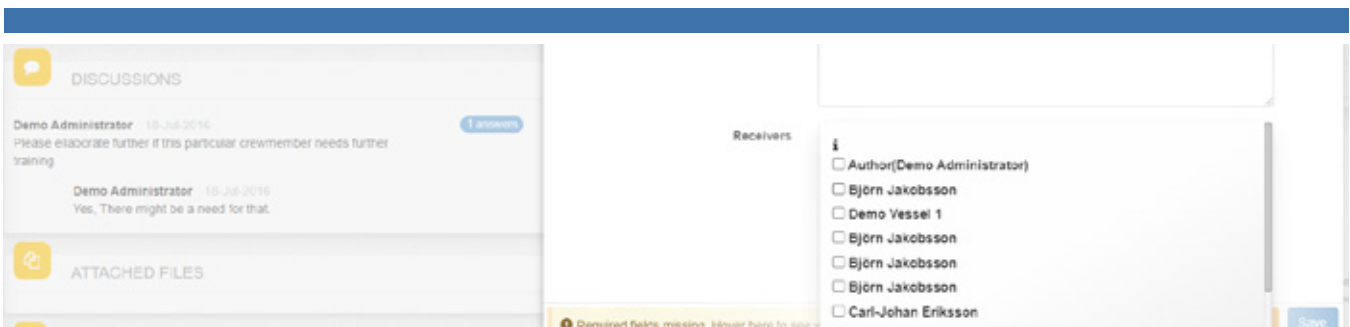 DISCUSSIONS
Demo Administrator 18-Jul-2016
1 answers
Please ellaborate further if this particular crewmember needs further
training
Demo Administrator 18-Jul-2016
Yes, There might be a need for that.
ATTACHED FILES
Receivers
i
Author(Demo Administrator)
Björn Jakobsson
Demo Vessel 1
Björn Jakobsson
Björn Jakobsson
Björn Jakobsson
Carl-Johan Eriksson
Required fields missing. Hover here to see
Save